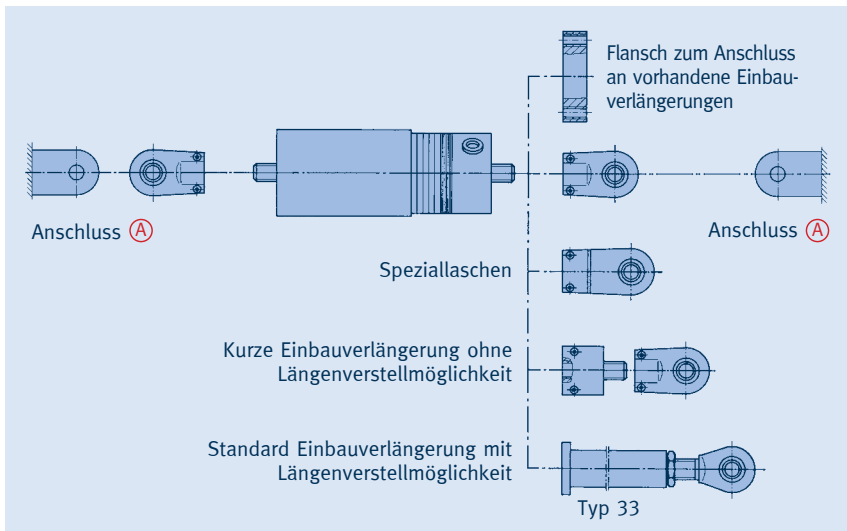 Flansch zum Anschluss
an vorhandene Einbau-
verlängerungen
Anschluss A
Anschluss A
Speziallaschen
Kurze Einbauverlängerung ohne
Längenverstellmöglichkeit
Standard Einbauverlängerung mit
Längenverstellmöglichkeit
Typ 33